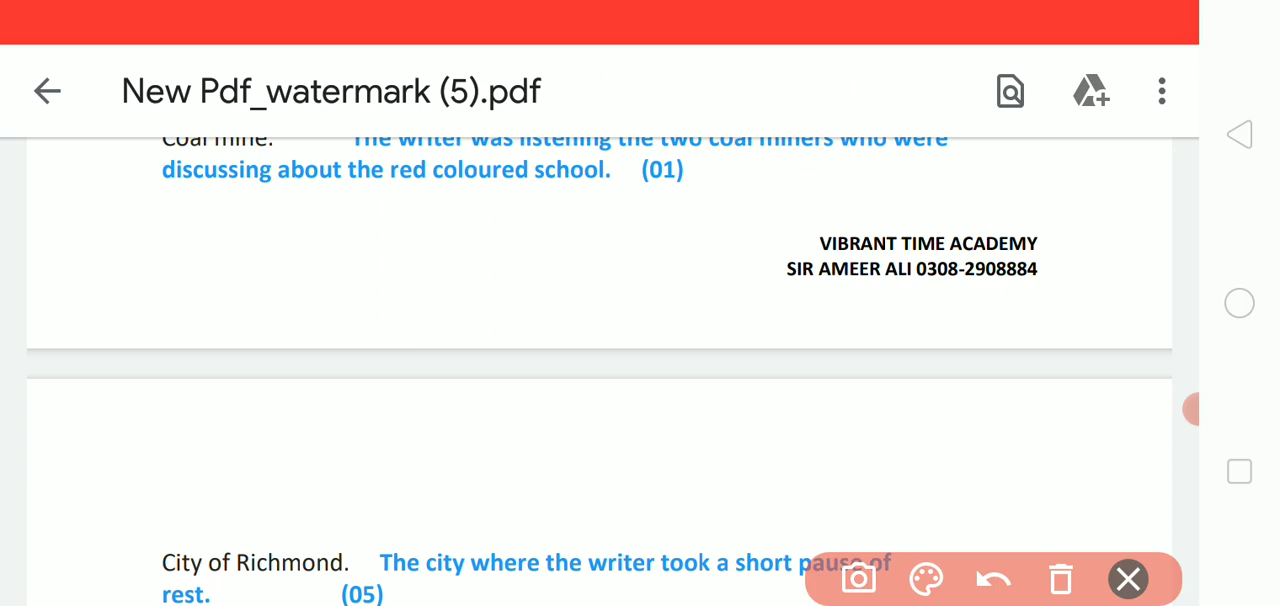 New Pdf_watermark (5).pdf
Coal mine. The writer was listening the two coal miners who were
discussing about the red coloured school. (01)
VIBRANT TIME ACADEMY
SIR AMEER ALI 0308-2908884
City of Richmond. The city where the writer took a short pause of
rest. (05)